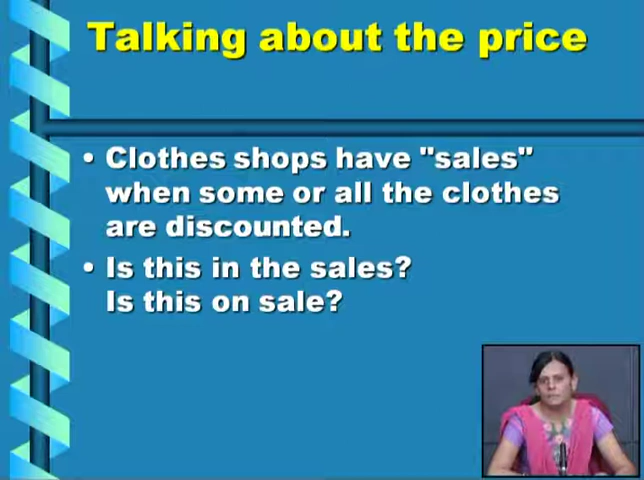 Talking about the price
• Clothes shops have "sales"
when some or all the clothes
are discounted.
• Is this in the sales?
Is this on sale?